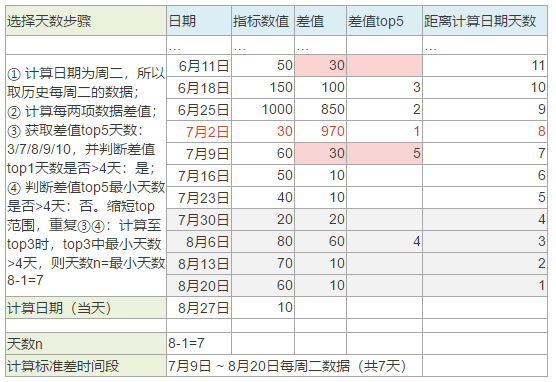 选择天数步骤 日期 指标数值 差值 差值top5 距离计算日期天数
… … …
6月11日 50 30 11
6月18日 150 100 3 10
6月25日 1000 850 2 9
7月2日 30 970 1 8
7月9日 60 30 5 7
7月16日 50 10 6
7月23日 40 10 5
7月30日 20 20 4
8月6日 80 60 4 3
8月13日 70 10 2
8月20日 60 10 1
① 计算日期为周二，所以
取历史每周二的数据；
② 计算每两项数据差值；
③ 获取差值top5天数：
3/7/8/9/10，并判断差值
top1天数是否>4天：是；
④ 判断差值top5最小天数
是否>4天：否。缩短top
范围，重复③④：计算至
top3时，top3中最小天数
>4天，则天数n=最小天数
8-1=7
计算日期（当天） 8月27日 10
天数n 8-1=7
计算标准差时间段 7月9日 ~ 8月20日每周二数据（共7天）